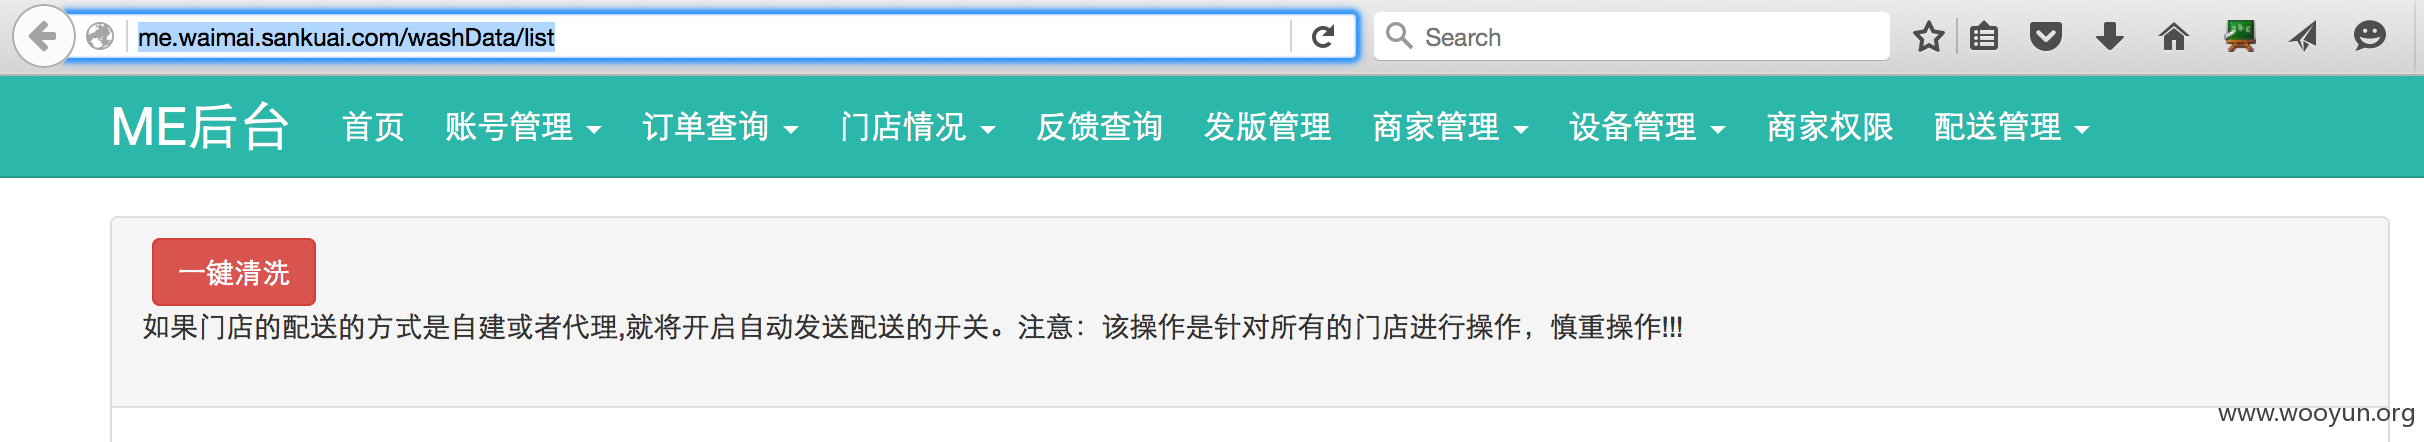 me.waimai.sankuai.com/washData/list
Search
ME后台 首页 账号管理 订单查询 门店情况 反馈查询 发版管理 商家管理 设备管理 商家权限 配送管理
一键清洗
如果门店的配送的方式是自建或者代理,就将开启自动发送配送的开关。注意：该操作是针对所有的门店进行操作，慎重操作!!!
www.wooyun.org